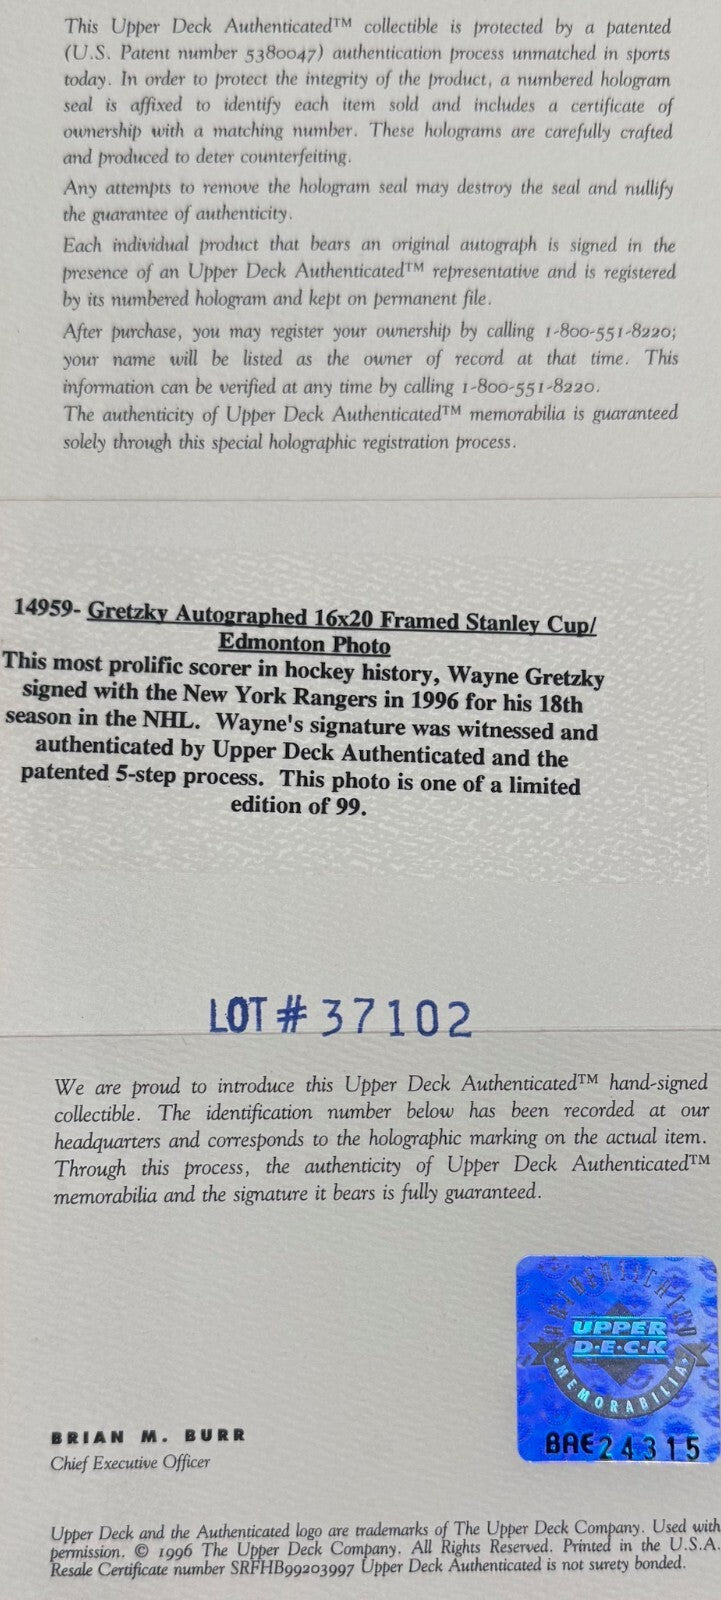 This Upper Deck Authenticated™ collectible is protected by a patented
(U.S. Patent number 5380047) authentication process unmatched in sports
today. In order to protect the integrity of the product, a numbered hologram
seal is affixed to identify each item sold and includes a certificate of
ownership with a matching number. These holograms are carefully crafted
and produced to deter counterfeiting.
Any attempts to remove the hologram seal may destroy the seal and nullify
the guarantee of authenticity.
Each individual product that bears an original autograph is signed in the
presence of an Upper Deck Authenticated™ representative and is registered
by its numbered hologram and kept on permanent file.
After purchase, you may register your ownership by calling 1-800-551-8220;
your name will be listed as the owner of record at that time. This
information can be verified at any time by calling 1-800-551-8220.
The authenticity of Upper Deck Authenticated™ memorabilia is guaranteed
solely through this special holographic registration process.
14959- Gretzky Autographed 16x20 Framed Stanley Cup/
Edmonton Photo
This most prolific scorer in hockey history, Wayne Gretzky
signed with the New York Rangers in 1996 for his 18th
season in the NHL. Wayne's signature was witnessed and
authenticated by Upper Deck Authenticated and the
patented 5-step process. This photo is one of a limited
edition of 99.
LOT # 37102
We are proud to introduce this Upper Deck Authenticated™ hand-signed
collectible. The identification number below has been recorded at our
headquarters and corresponds to the holographic marking on the actual item.
Through this process, the authenticity of Upper Deck Authenticated™
memorabilia and the signature it bears is fully guaranteed.
AUTHENTICATED
UPPER
D·E·C·K
·MEMORABILIA·
BAE24315
BRIAN M. BURR
Chief Executive Officer
Upper Deck and the Authenticated logo are trademarks of The Upper Deck Company. Used with
permission. © 1996 The Upper Deck Company. All Rights Reserved. Printed in the U.S.A.
Resale Certificate number SRFHB99203997 Upper Deck Authenticated is not surety bonded.